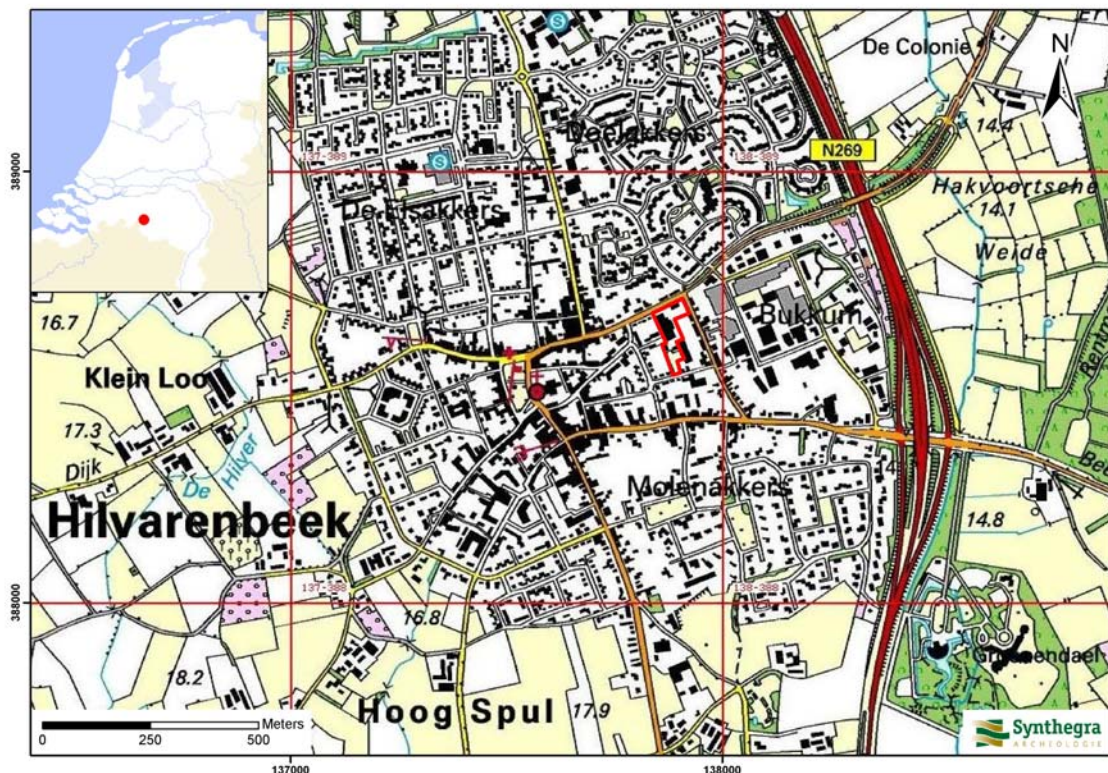 De Colonie
N
14.4
Doelakkers
N269
389000
137-389
138-389
Hakvoortsche
14.1
De Elsakkers
Weide
16.7
Bukkum
Klein Loo
17.3
Dijk
De
Hilver
Molenakkers
Hilvarenbeek
14.8
388000
137-388
138-388
16.8
18.2
Groenendael
Hoog Spul
17.9
Meters
0 250 500
Synthegra
ARCHEOLOGIE
137000
138000